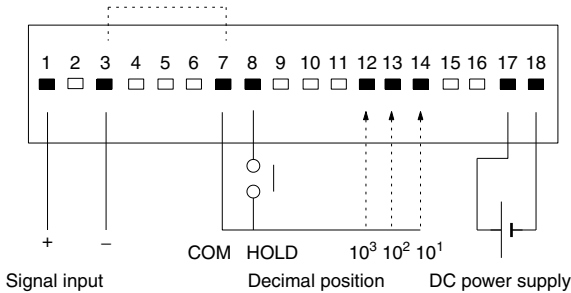 1 2 3 4 5 6 7 8 9 10 11 12 13 14 15 16 17 18
+ − COM HOLD 10³ 10² 10¹
Signal input Decimal position DC power supply